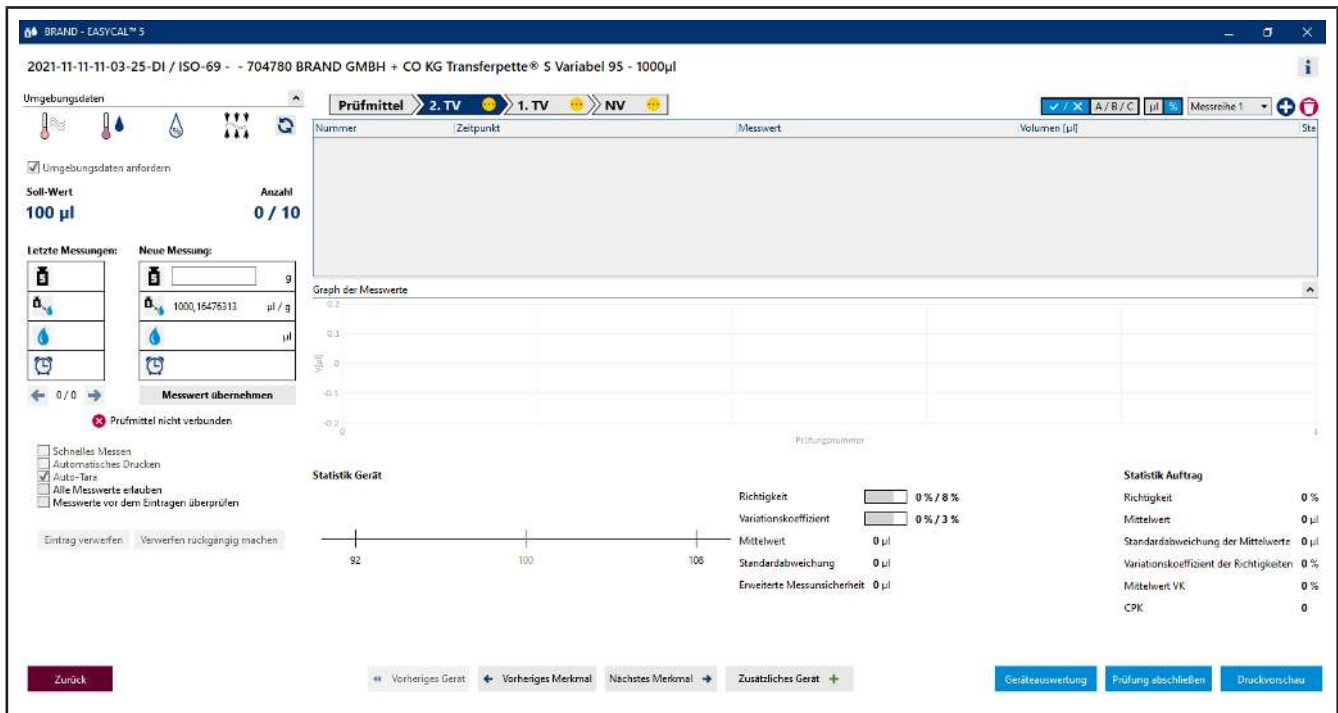 BRAND - EASYCAL™ 5
2021-11-11-11-03-25-DI / ISO-69 - - 704780 BRAND GMBH + CO KG Transferpette® S Variabel 95 - 1000µl
i
Umgebungsdaten
Umgebungsdaten anfordern
Soll-Wert Anzahl
100 µl 0 / 10
Letzte Messungen: Neue Messung:
g
1000,16476313 µl / g
µl
0 / 0 Messwert übernehmen
Prüfmittel nicht verbunden
Schnelles Messen
Automatisches Drucken
Auto-Tara
Alle Messwerte erlauben
Messwerte vor dem Eintragen überprüfen
Eintrag verwerfen Verwerfen rückgängig machen
Prüfmittel 2. TV 1. TV NV
✓ / X A / B / C µl % Messreihe 1
Nummer Zeitpunkt Messwert Volumen [µl] Ste
Graph der Messwerte
0.2
0.1
0
-0.1
-0.2
V[µl]
0 1
Prüfungsnummer
Statistik Gerät
92 100 108
Richtigkeit 0 % / 8 %
Variationskoeffizient 0 % / 3 %
Mittelwert 0 µl
Standardabweichung 0 µl
Erweiterte Messunsicherheit 0 µl
Statistik Auftrag
Richtigkeit 0 %
Mittelwert 0 µl
Standardabweichung der Mittelwerte 0 µl
Variationskoeffizient der Richtigkeiten 0 %
Mittelwert VK 0 %
CPK 0
Zurück Vorheriges Gerät Vorheriges Merkmal Nächstes Merkmal Zusätzliches Gerät Geräteauswertung Prüfung abschließen Druckvorschau